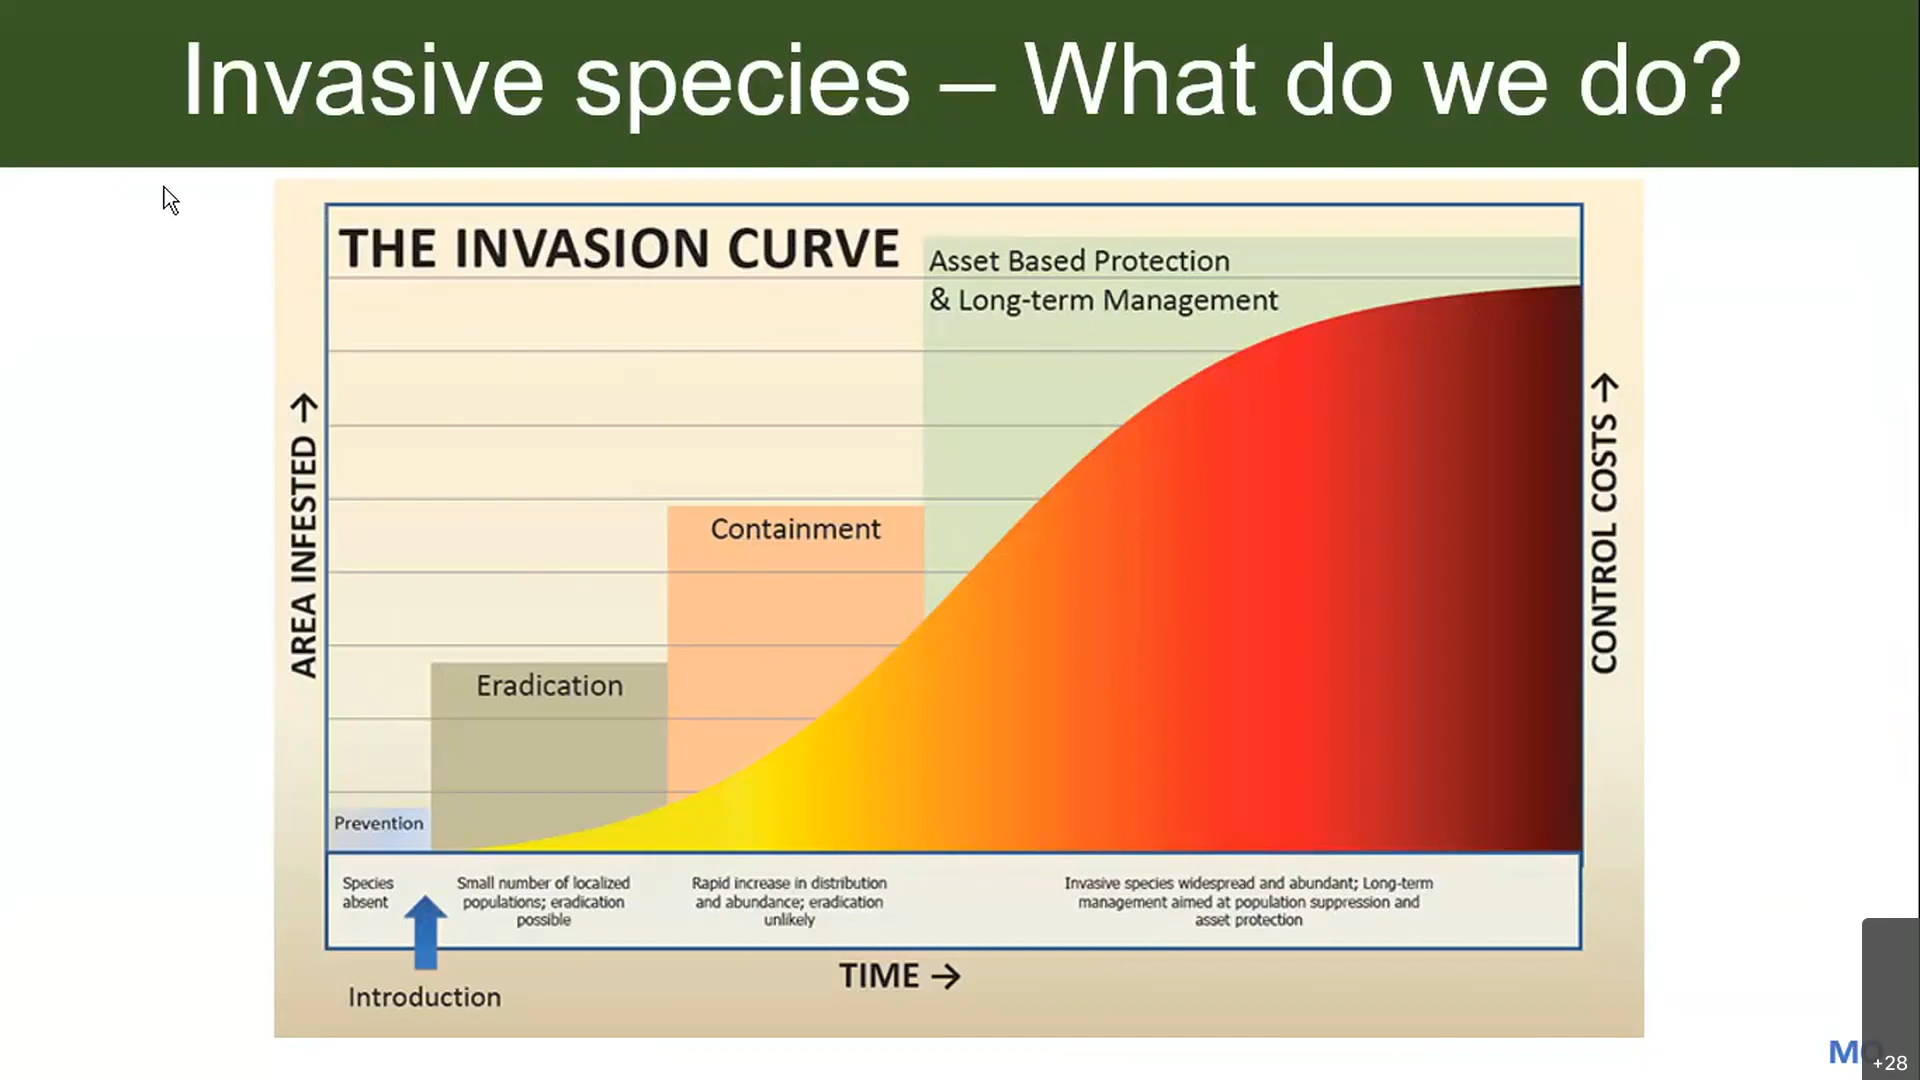 Invasive species – What do we do?
THE INVASION CURVE
Asset Based Protection
& Long-term Management
Containment
Eradication
Prevention
AREA INFESTED →
CONTROL COSTS →
Species
absent
Small number of localized
populations; eradication
possible
Rapid increase in distribution
and abundance; eradication
unlikely
Invasive species widespread and abundant; Long-term
management aimed at population suppression and
asset protection
TIME →
Introduction
+28